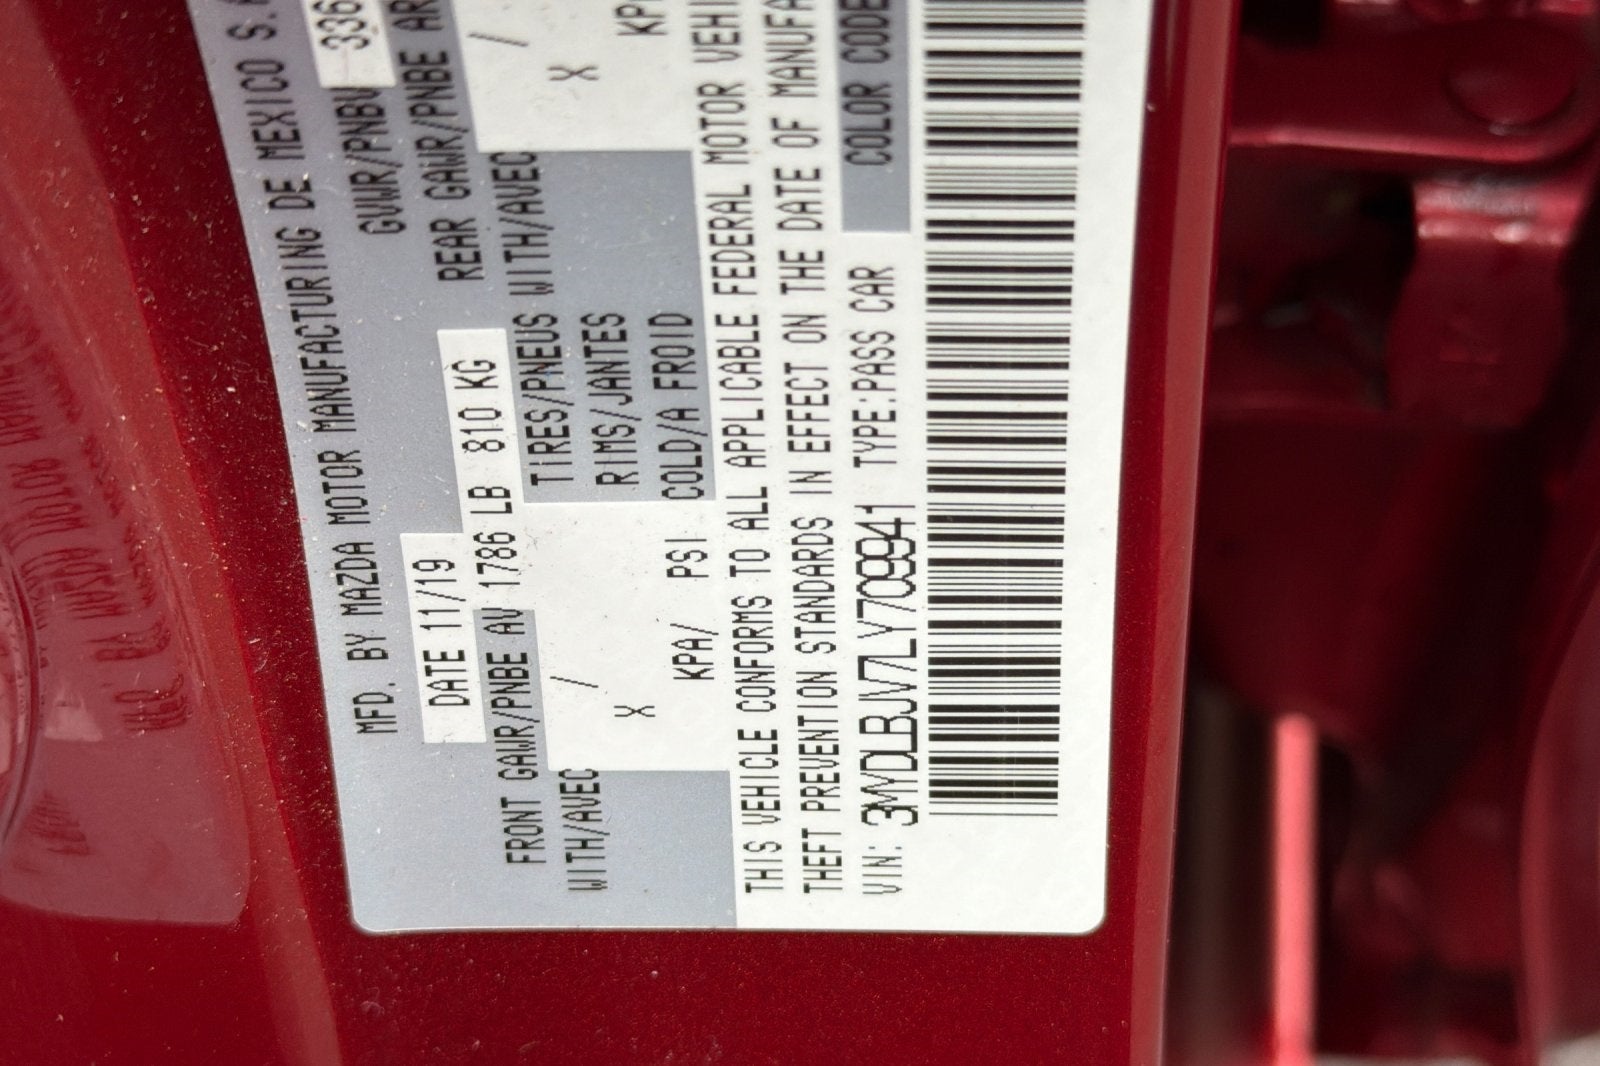 MFD. BY MAZDA MOTOR MANUFACTURING DE MEXICO S.A
DATE 11/19 GVWR/PNBV 336
FRONT GAWR/PNBE AV 1786 LB 810 KG REAR GAWR/PNBE AR
WITH/AVEC / TIRES/PNEUS WITH/AVEC /
X RIMS/JANTES X
KPA/ PSI COLD/A FROID KP
THIS VEHICLE CONFORMS TO ALL APPLICABLE FEDERAL MOTOR VEHI
THEFT PREVENTION STANDARDS IN EFFECT ON THE DATE OF MANUFA
VIN: 3MYDLBJV7LY709941 TYPE:PASS CAR COLOR CODE